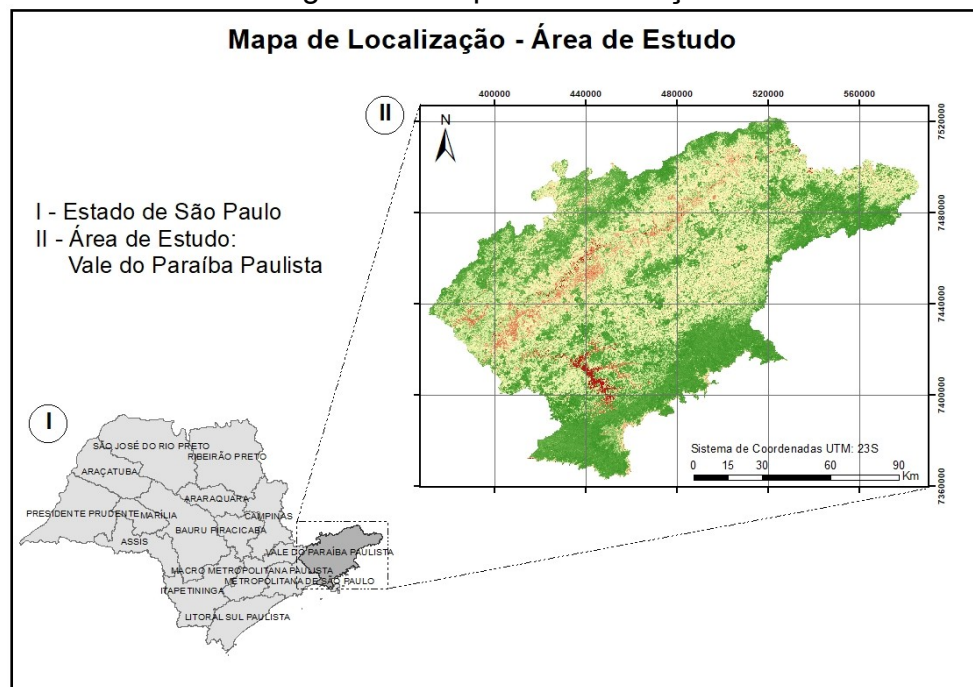 Mapa de Localização - Área de Estudo
II
400000 440000 480000 520000 560000
N
7520000
7480000
7440000
7400000
7360000
I - Estado de São Paulo
II - Área de Estudo:
Vale do Paraíba Paulista
Sistema de Coordenadas UTM: 23S
0 15 30 60 90
Km
I
SÃO JOSÉ DO RIO PRETO
RIBEIRÃO PRETO
ARAÇATUBA
ARARAQUARA
PRESIDENTE PRUDENTE
MARÍLIA
CAMPINAS
BAURU
PIRACICABA
ASSIS
VALE DO PARAÍBA PAULISTA
MACRO METROPOLITANA PAULISTA
METROPOLITANA DE SÃO PAULO
ITAPETININGA
LITORAL SUL PAULISTA